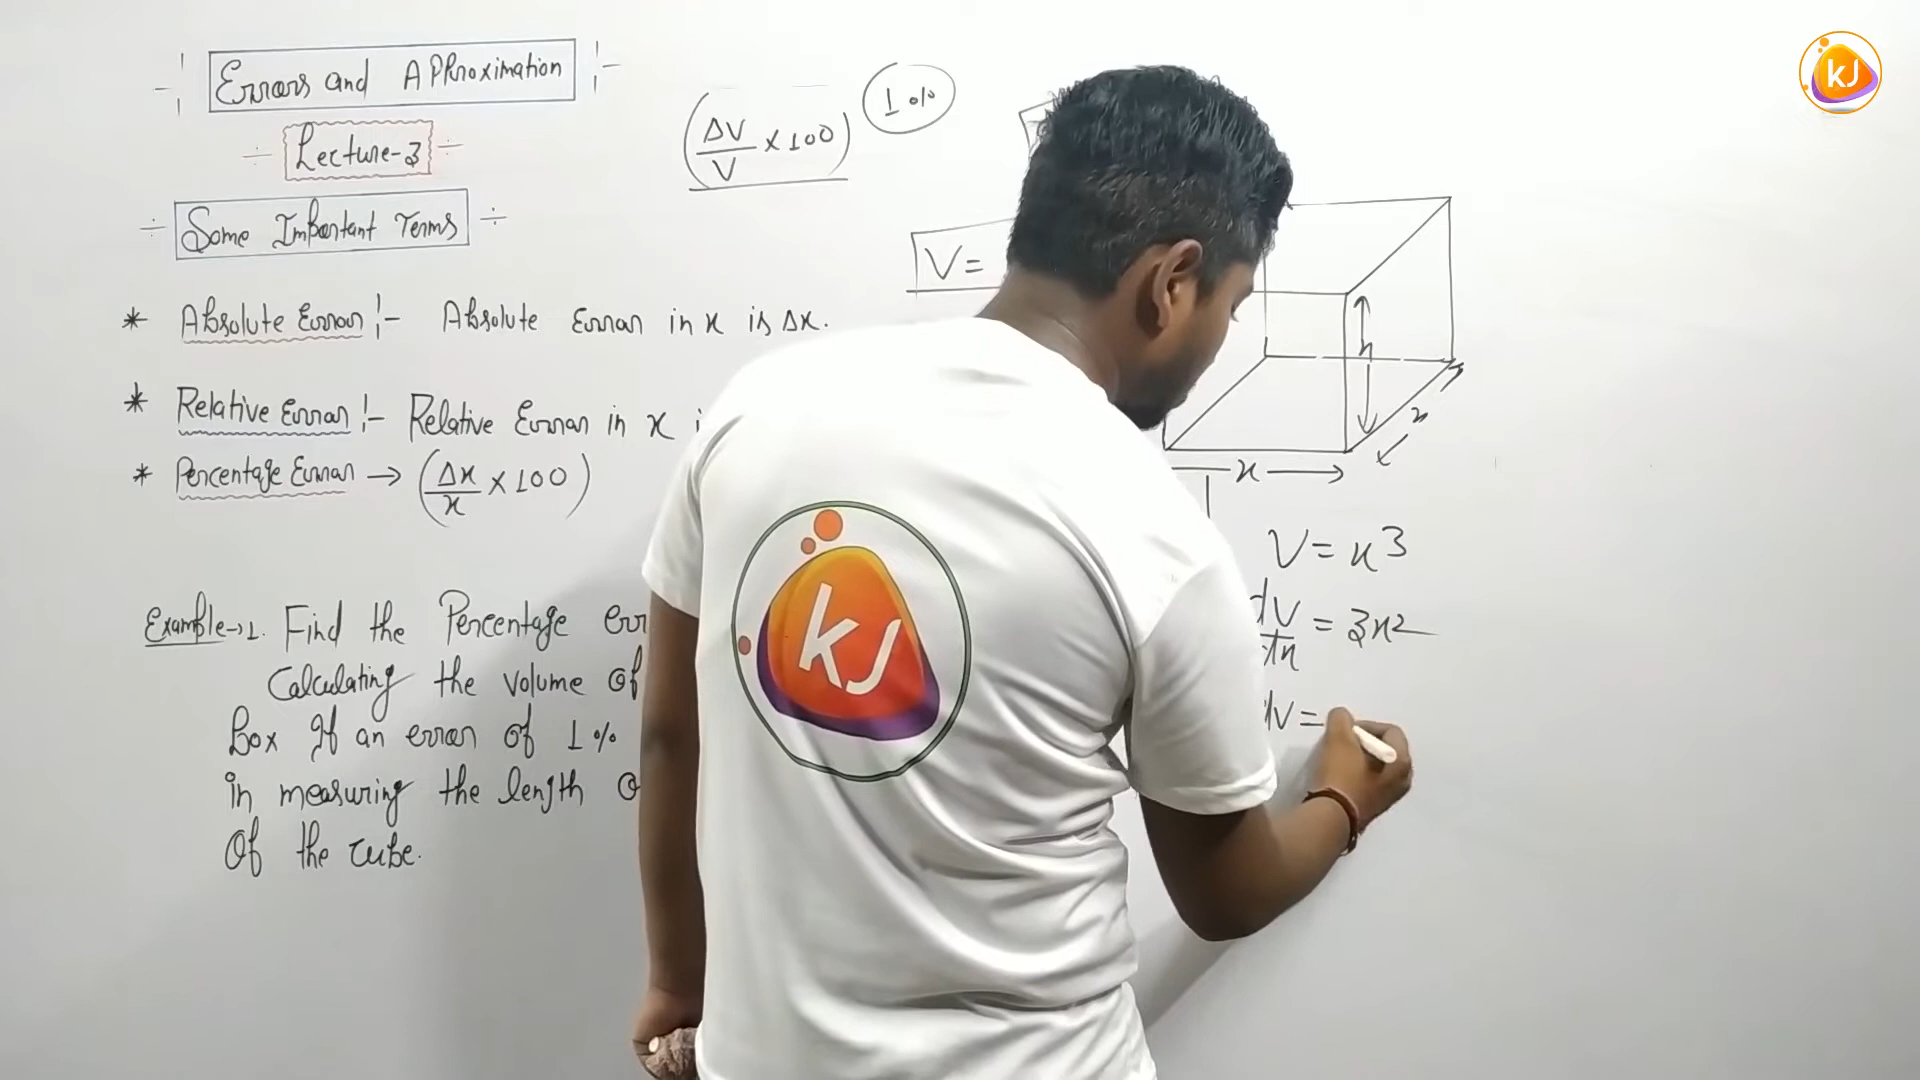 Errors and Approximation
Lecture-3
Some Important Terms
* Absolute Error :- Absolute Error in x is Δx.
* Relative Error :- Relative Error in x
* Percentage Error → (Δx/x × 100)
Example→1. Find the Percentage
Calculating the volume of
Box If an error of 1%
in measuring the length
Of the cube.
(ΔV/V × 100)
1%
V=
h
x
x
V = x³
dV/dx = 3x²
dV =
kJ
kJ